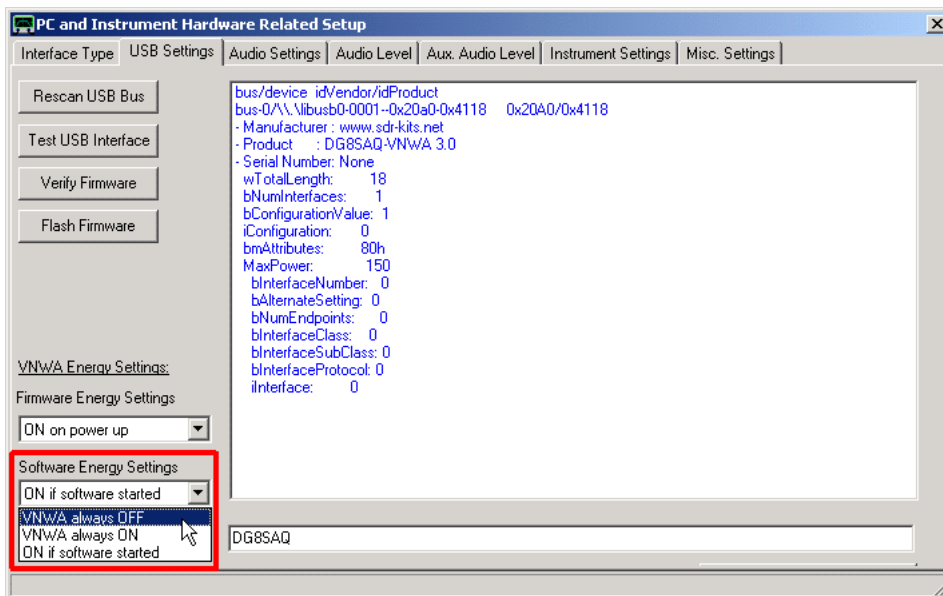 PC and Instrument Hardware Related Setup
Interface Type USB Settings Audio Settings Audio Level Aux. Audio Level Instrument Settings Misc. Settings
Rescan USB Bus
Test USB Interface
Verify Firmware
Flash Firmware
bus/device idVendor/idProduct
bus-0/\\.\libusb0-0001--0x20a0-0x4118 0x20A0/0x4118
- Manufacturer : www.sdr-kits.net
- Product : DG8SAQ-VNWA 3.0
- Serial Number: None
wTotalLength: 18
bNumInterfaces: 1
bConfigurationValue: 1
iConfiguration: 0
bmAttributes: 80h
MaxPower: 150
bInterfaceNumber: 0
bAlternateSetting: 0
bNumEndpoints: 0
bInterfaceClass: 0
bInterfaceSubClass: 0
bInterfaceProtocol: 0
iInterface: 0
VNWA Energy Settings:
Firmware Energy Settings
ON on power up
Software Energy Settings
ON if software started
VNWA always OFF
VNWA always ON
ON if software started
DG8SAQ